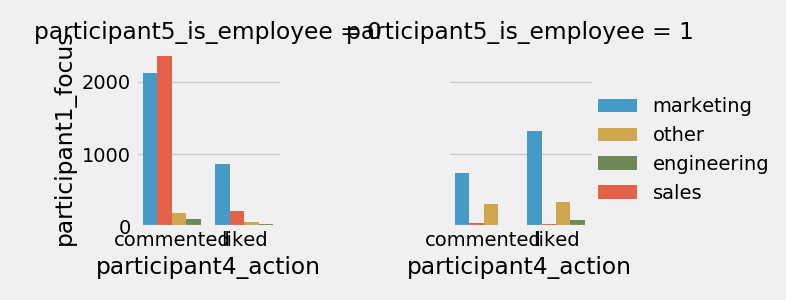 participant5_is_employee = 0
participant5_is_employee = 1
participant1_focus
2000
1000
0
commented
liked
participant4_action
commented
liked
participant4_action
marketing
other
engineering
sales